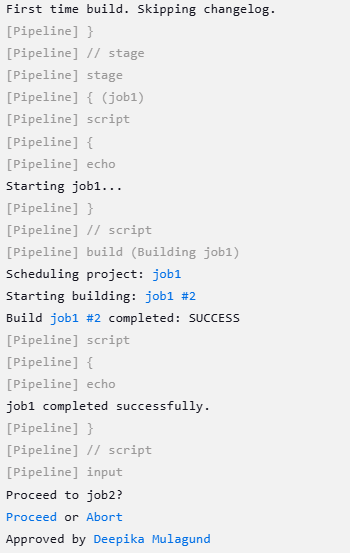 First time build. Skipping changelog.
[Pipeline] }
[Pipeline] // stage
[Pipeline] stage
[Pipeline] { (job1)
[Pipeline] script
[Pipeline] {
[Pipeline] echo
Starting job1...
[Pipeline] }
[Pipeline] // script
[Pipeline] build (Building job1)
Scheduling project: job1
Starting building: job1 #2
Build job1 #2 completed: SUCCESS
[Pipeline] script
[Pipeline] {
[Pipeline] echo
job1 completed successfully.
[Pipeline] }
[Pipeline] // script
[Pipeline] input
Proceed to job2?
Proceed or Abort
Approved by Deepika Mulagund